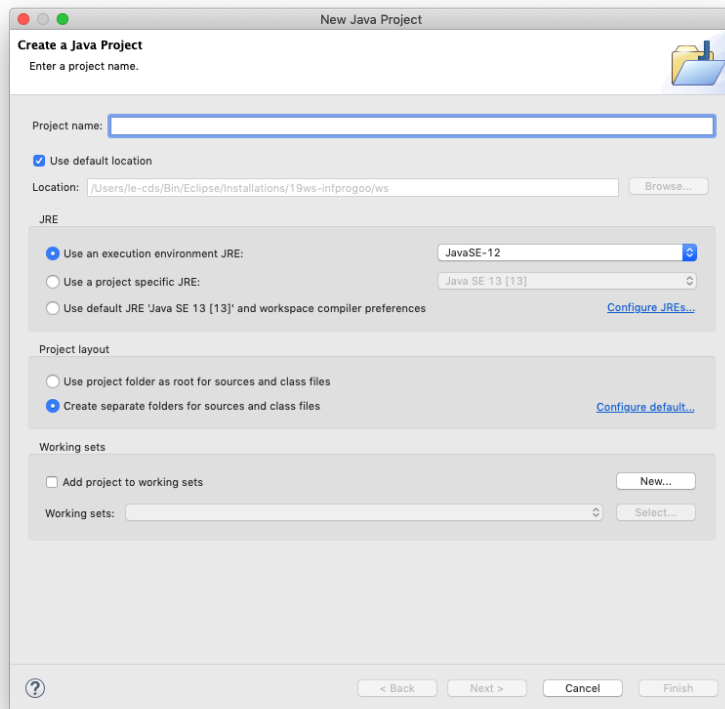 New Java Project
Create a Java Project
Enter a project name.
Project name:
Use default location
Location: /Users/le-cds/Bin/Eclipse/Installations/19ws-infprogoo/ws Browse...
JRE
Use an execution environment JRE: JavaSE-12
Use a project specific JRE: Java SE 13 [13]
Use default JRE 'Java SE 13 [13]' and workspace compiler preferences Configure JREs...
Project layout
Use project folder as root for sources and class files
Create separate folders for sources and class files Configure default...
Working sets
Add project to working sets New...
Working sets: Select...
? < Back Next > Cancel Finish